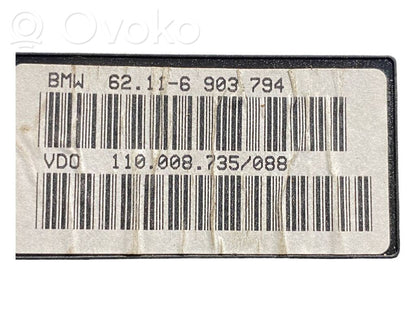 Ovoko
BMW 62.11-6 903 794
VDO 110.008.735/088